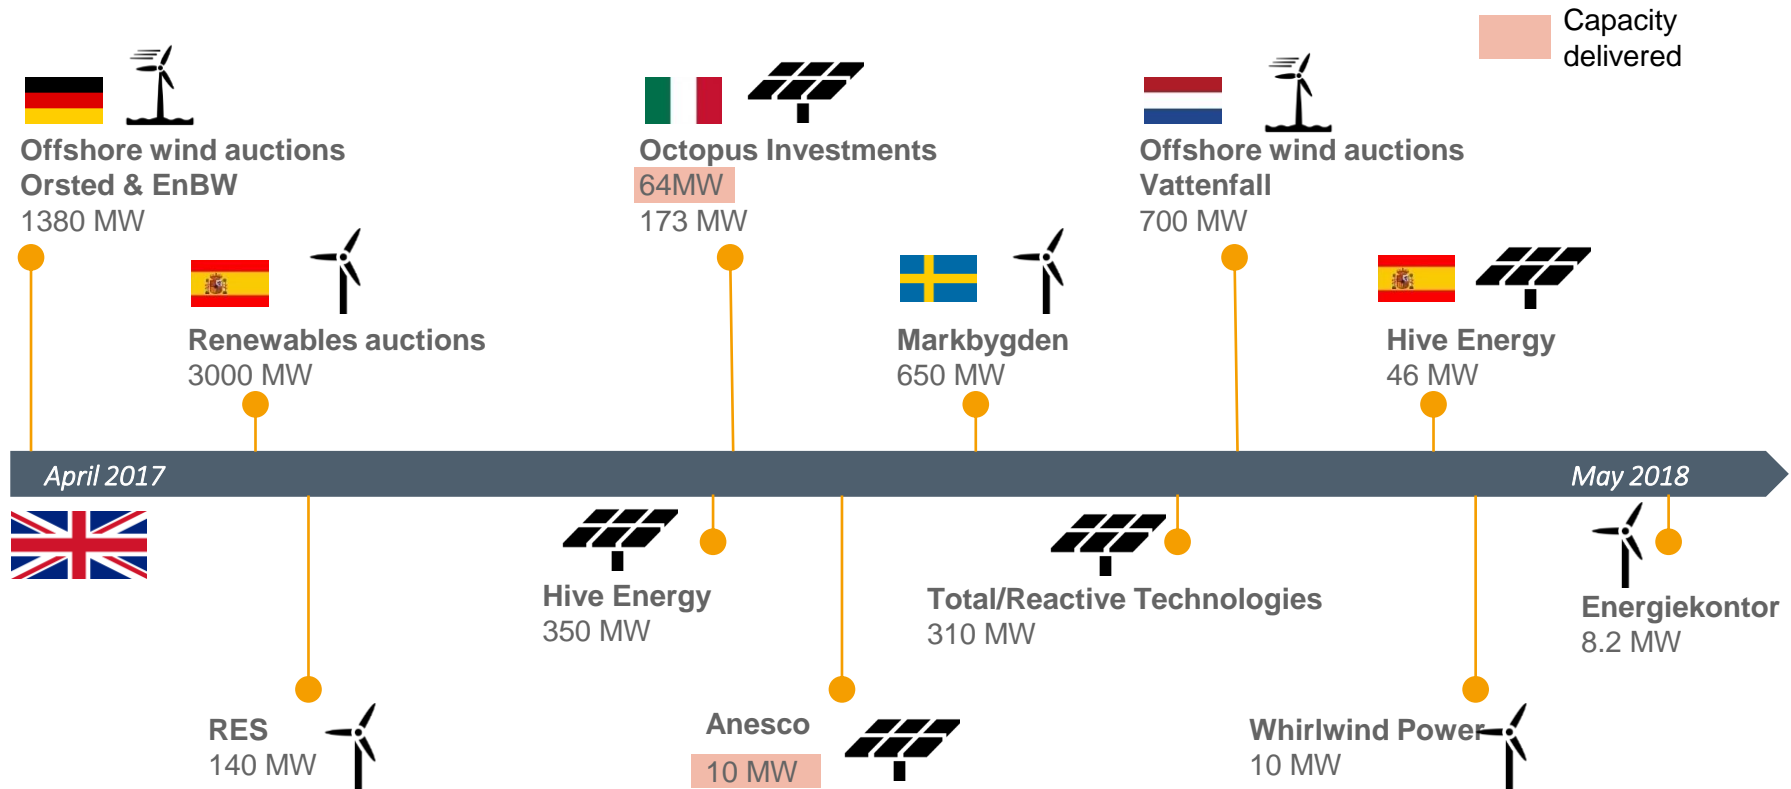 Capacity
delivered
Offshore wind auctions
Orsted & EnBW
1380 MW
Octopus Investments
64MW
173 MW
Offshore wind auctions
Vattenfall
700 MW
Renewables auctions
3000 MW
Markbygden
650 MW
Hive Energy
46 MW
April 2017
May 2018
Hive Energy
350 MW
Total/Reactive Technologies
310 MW
Energiekontor
8.2 MW
RES
140 MW
Anesco
10 MW
Whirlwind Power
10 MW